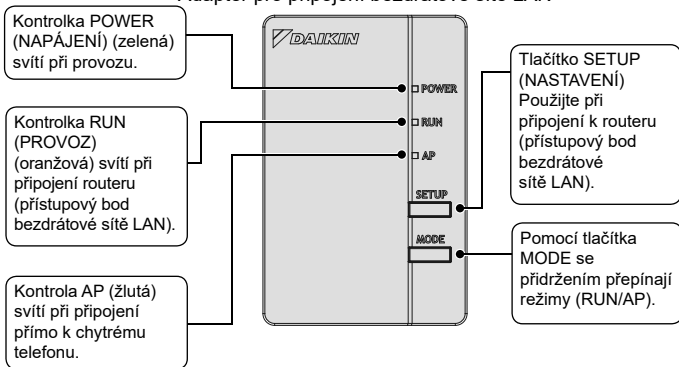 Adaptér pro připojení bezdrátové sítě LAN
Kontrolka POWER
(NAPÁJENÍ) (zelená)
svítí při provozu.
Kontrolka RUN
(PROVOZ)
(oranžová) svítí při
připojení routeru
(přístupový bod
bezdrátové sítě LAN).
Kontrola AP (žlutá)
svítí při připojení
přímo k chytrému
telefonu.
DAIKIN
POWER
RUN
AP
SETUP
MODE
Tlačítko SETUP
(NASTAVENÍ)
Použijte při
připojení k routeru
(přístupový bod
bezdrátové
sítě LAN).
Pomocí tlačítka
MODE se
přidržením přepínají
režimy (RUN/AP).